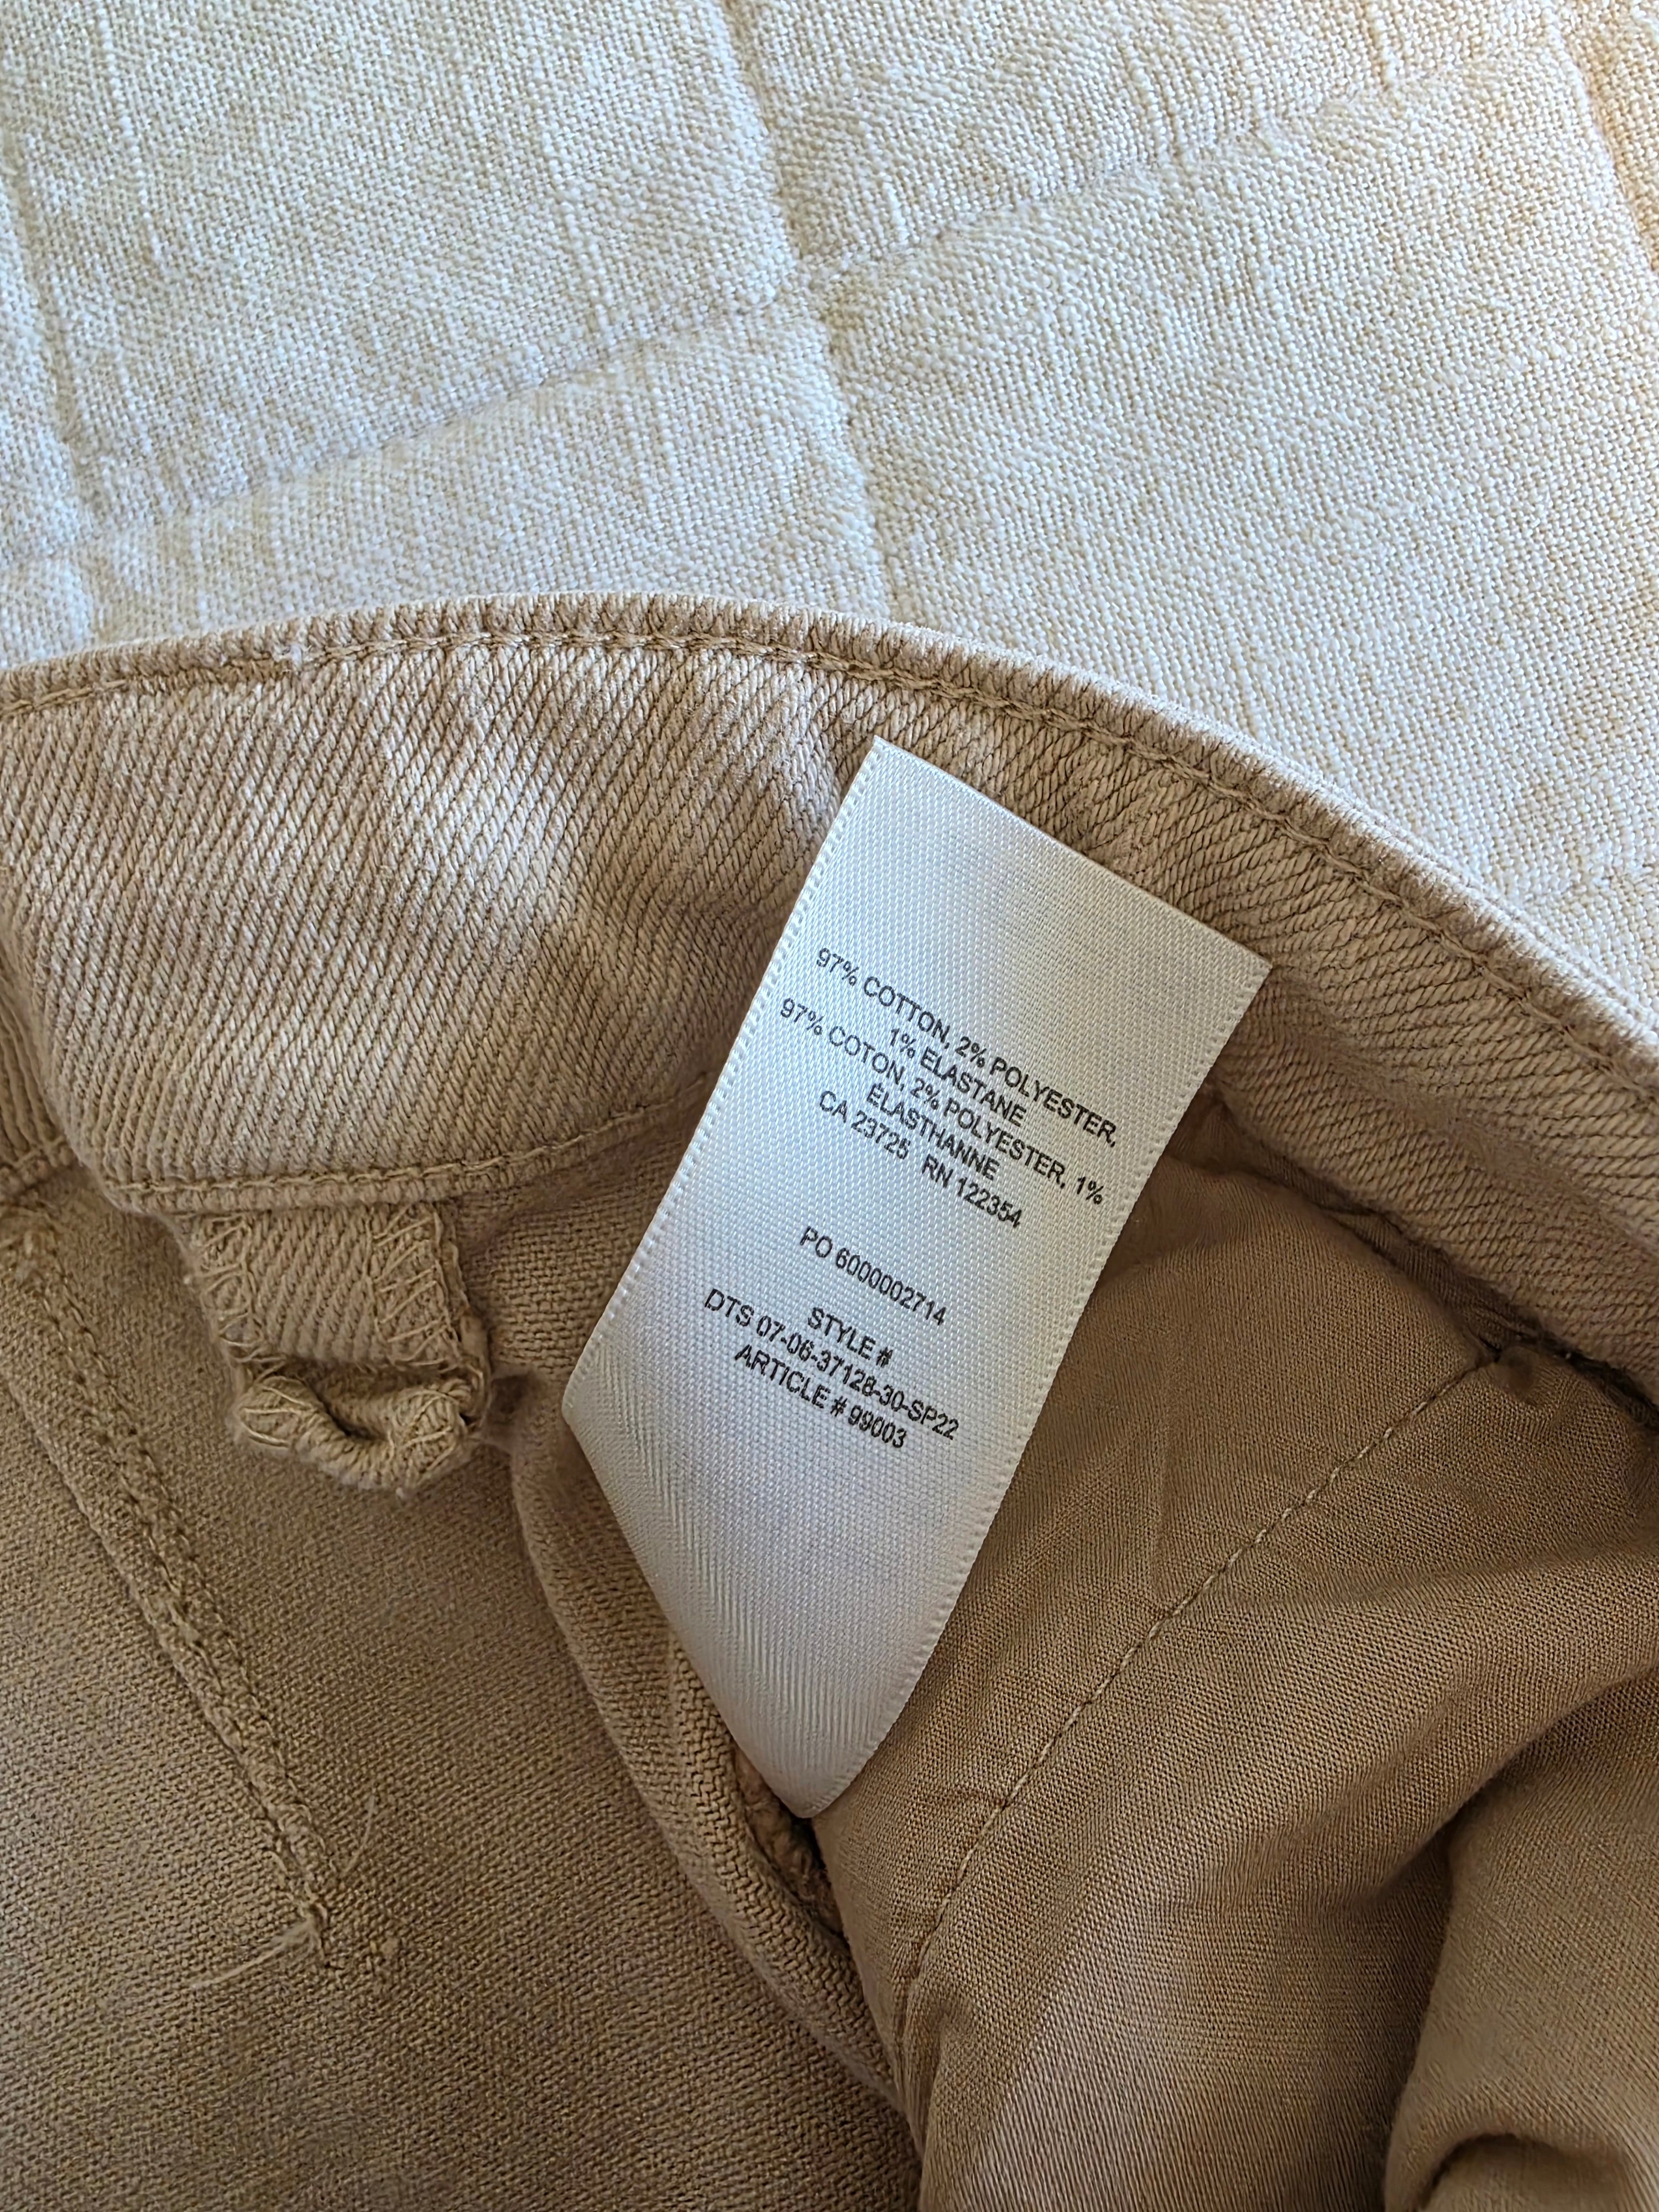 97% COTTON, 2% POLYESTER,
1% ELASTANE
97% COTON, 2% POLYESTER, 1%
ÉLASTHANNE
CA 23725 RN 122354
PO 6000002714
STYLE #
DTS 07-06-37128-30-SP22
ARTICLE # 99003